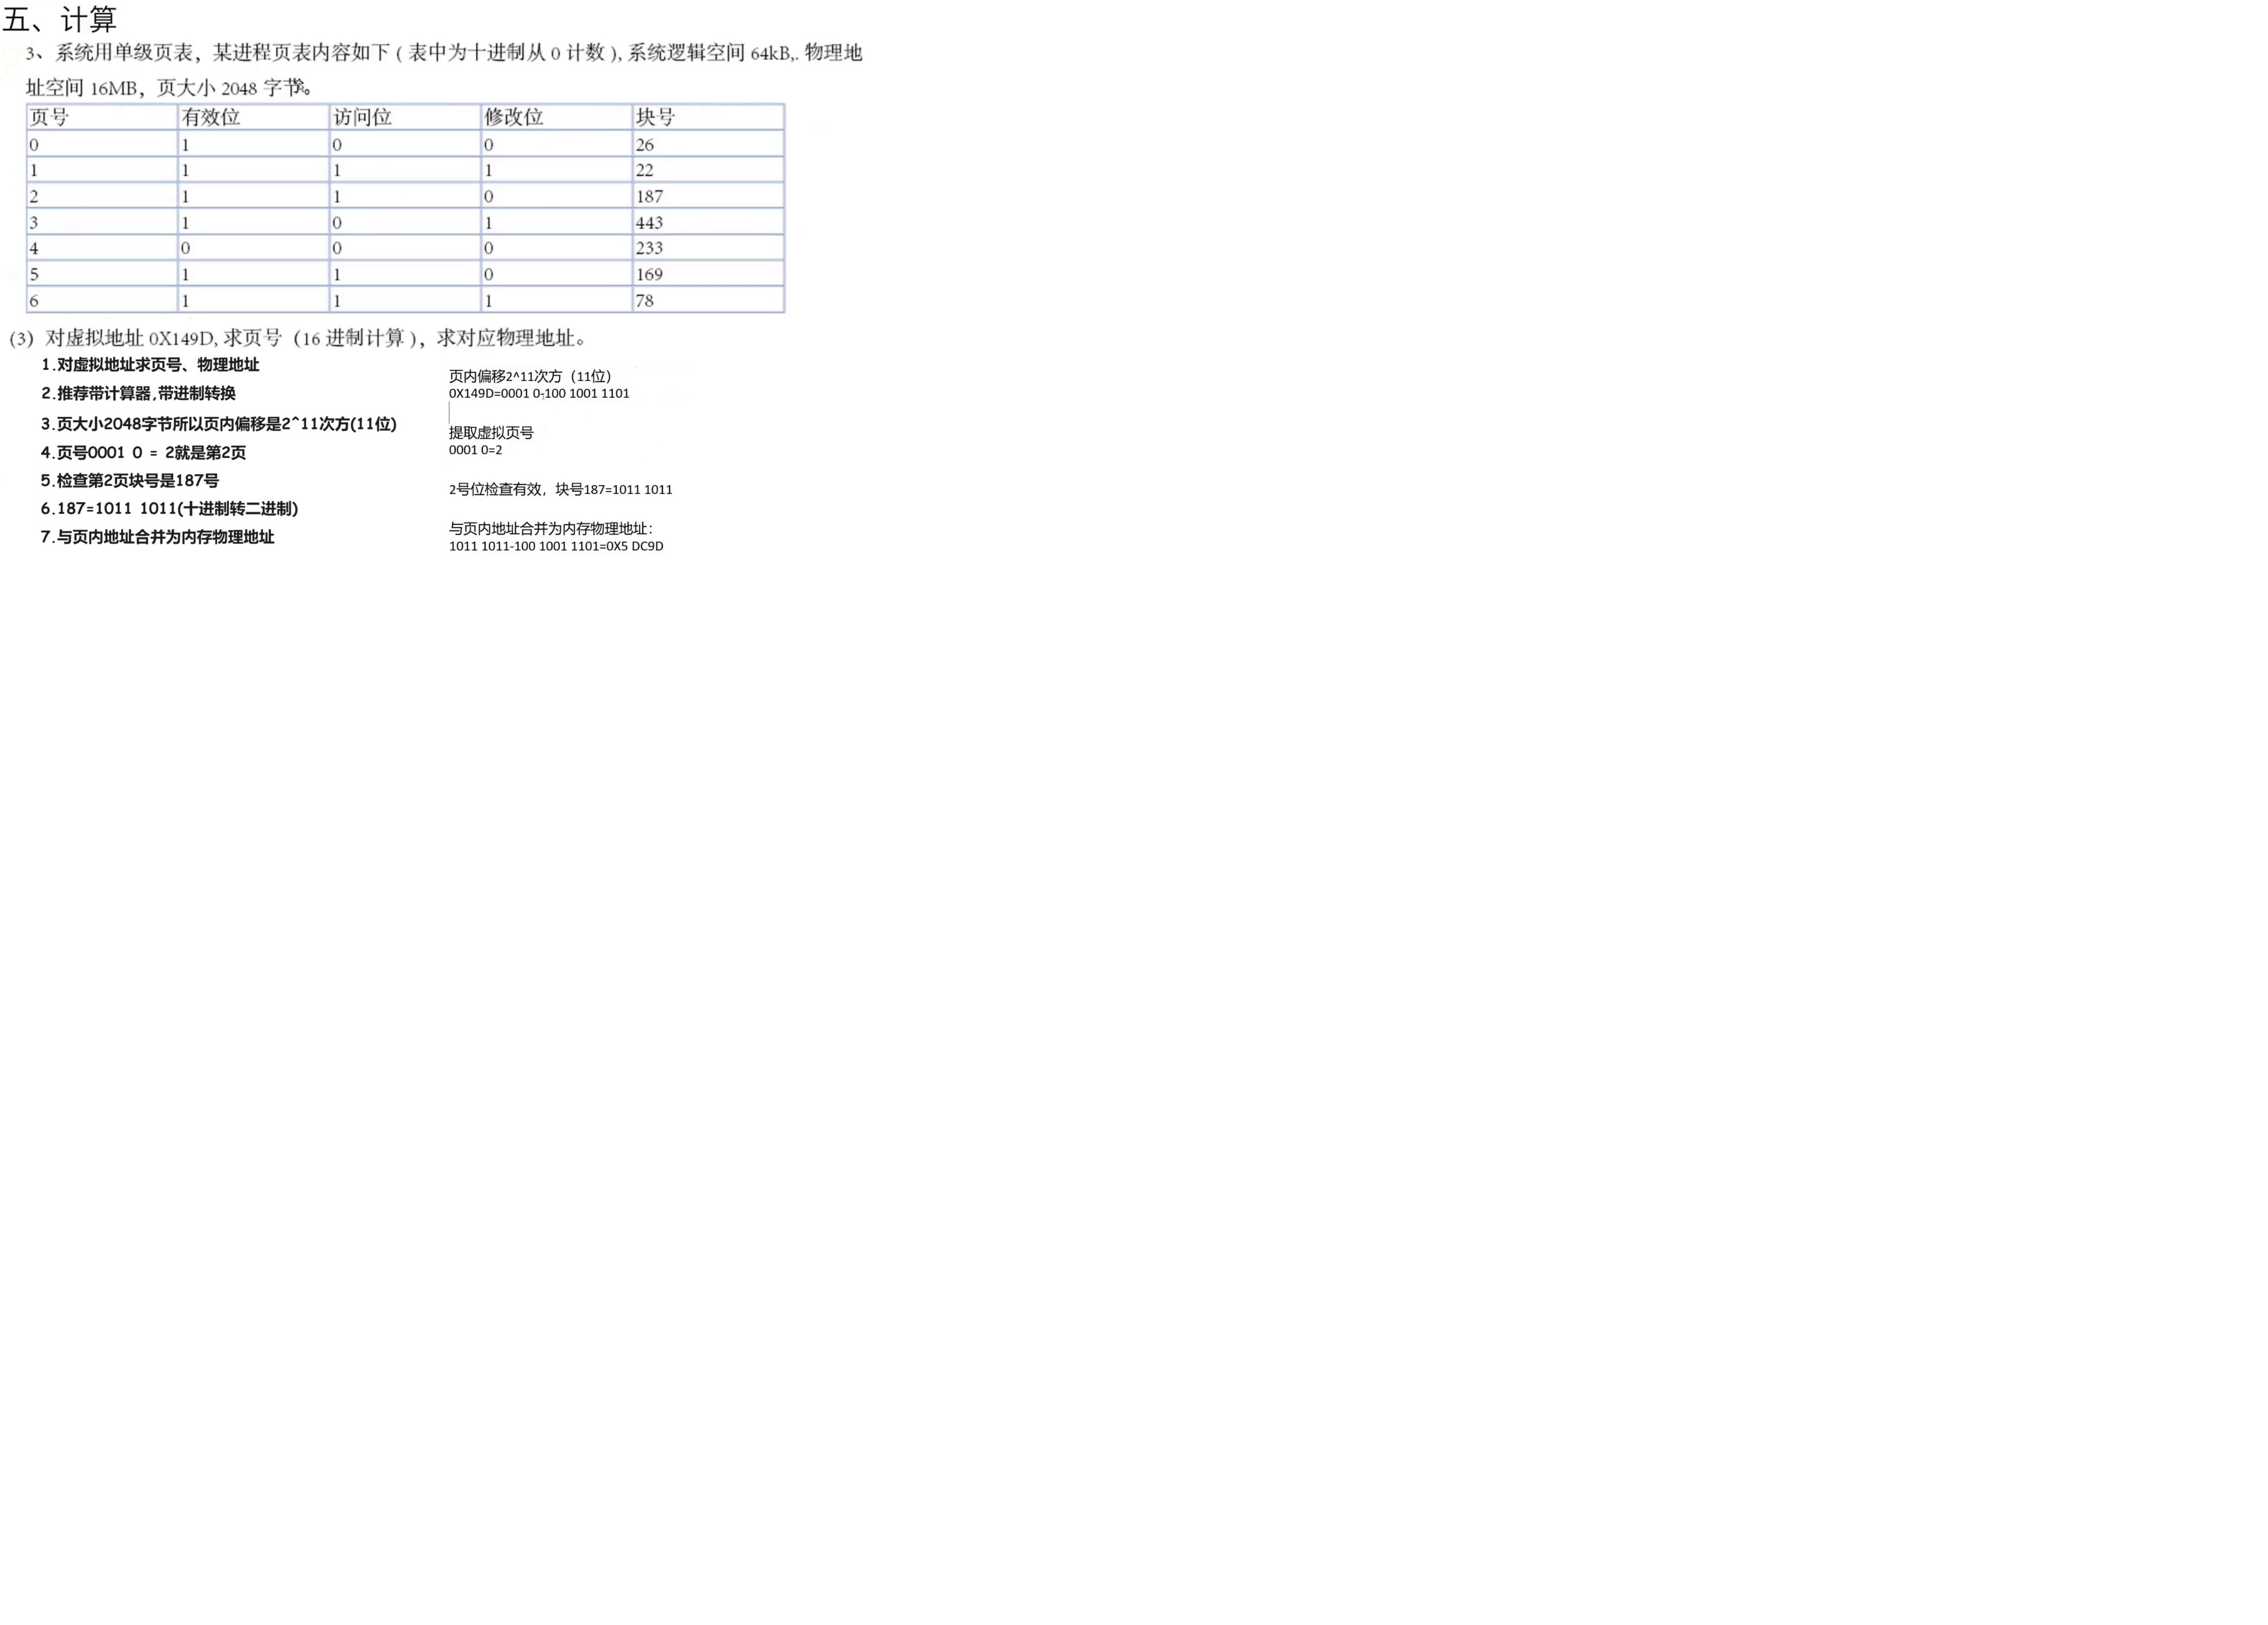 五、计算
3、系统用单级页表，某进程页表内容如下 ( 表中为十进制从 0 计数 ), 系统逻辑空间 64kB,. 物理地
址空间 16MB，页大小 2048 字节。
页号 有效位 访问位 修改位 块号
0 1 0 0 26
1 1 1 1 22
2 1 1 0 187
3 1 0 1 443
4 0 0 0 233
5 1 1 0 169
6 1 1 1 78
(3) 对虚拟地址 0X149D, 求页号（16 进制计算 )，求对应物理地址。
1.对虚拟地址求页号、物理地址
2.推荐带计算器,带进制转换
3.页大小2048字节所以页内偏移是2^11次方(11位)
4.页号0001 0 = 2就是第2页
5.检查第2页块号是187号
6.187=1011 1011(十进制转二进制)
7.与页内地址合并为内存物理地址
页内偏移2^11次方（11位）
0X149D=0001 0-100 1001 1101
提取虚拟页号
0001 0=2
2号位检查有效，块号187=1011 1011
与页内地址合并为内存物理地址：
1011 1011-100 1001 1101=0X5 DC9D